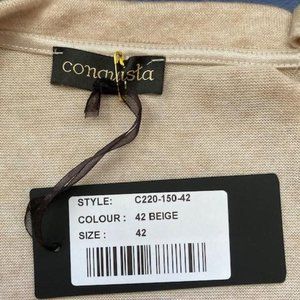 conquista
STYLE: C220-150-42
COLOUR : 42 BEIGE
SIZE : 42